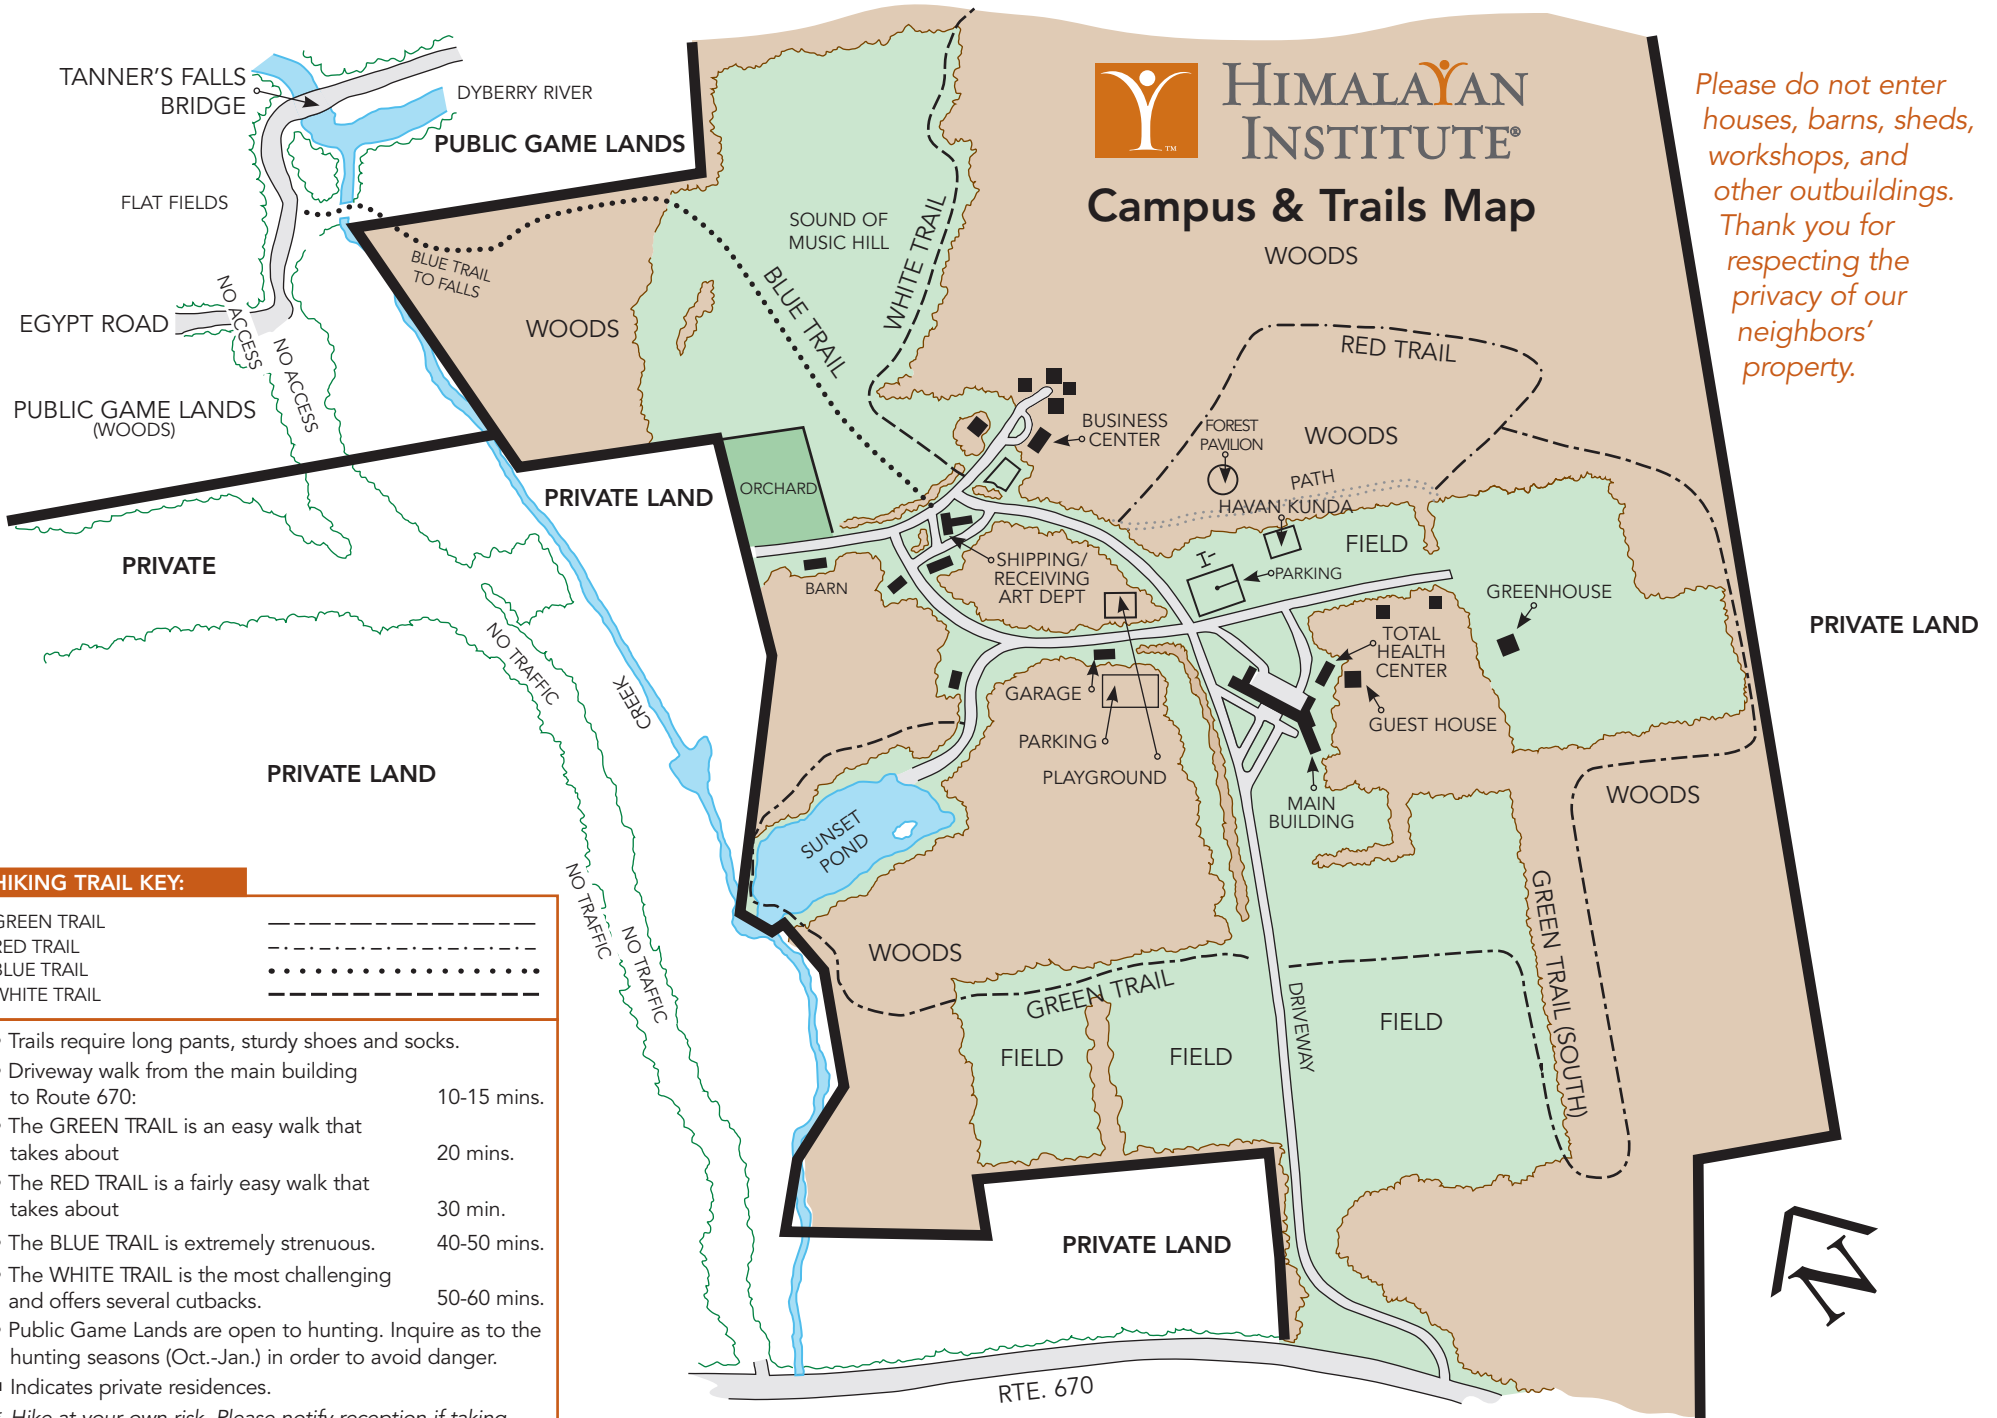 TANNER'S FALLS
BRIDGE
DYBERRY RIVER
PUBLIC GAME LANDS
FLAT FIELDS
BLUE TRAIL
TO FALLS
NO ACCESS
NO ACCESS
EGYPT ROAD
PUBLIC GAME LANDS
(WOODS)
WOODS
SOUND OF
MUSIC HILL
WHITE TRAIL
BLUE TRAIL
HIMALAYAN
INSTITUTE®
TM
Campus & Trails Map
WOODS
Please do not enter
houses, barns, sheds,
workshops, and
other outbuildings.
Thank you for
respecting the
privacy of our
neighbors'
property.
RED TRAIL
BUSINESS
CENTER
FOREST
PAVILION
WOODS
PATH
HAVAN KUNDA
FIELD
PARKING
ORCHARD
PRIVATE LAND
PRIVATE
BARN
SHIPPING/
RECEIVING
ART DEPT
GREENHOUSE
PRIVATE LAND
TOTAL
HEALTH
CENTER
GUEST HOUSE
NO TRAFFIC
CREEK
GARAGE
PARKING
PLAYGROUND
PRIVATE LAND
MAIN
BUILDING
WOODS
SUNSET
POND
NO TRAFFIC
NO TRAFFIC
WOODS
GREEN TRAIL
DRIVEWAY
FIELD
FIELD
FIELD
GREEN TRAIL (SOUTH)
PRIVATE LAND
RTE. 670
N
HIKING TRAIL KEY:
GREEN TRAIL
RED TRAIL
BLUE TRAIL
WHITE TRAIL
Trails require long pants, sturdy shoes and socks.
Driveway walk from the main building
to Route 670: 10-15 mins.
The GREEN TRAIL is an easy walk that
takes about 20 mins.
The RED TRAIL is a fairly easy walk that
takes about 30 min.
The BLUE TRAIL is extremely strenuous. 40-50 mins.
The WHITE TRAIL is the most challenging
and offers several cutbacks. 50-60 mins.
Public Game Lands are open to hunting. Inquire as to the
hunting seasons (Oct.-Jan.) in order to avoid danger.
Indicates private residences.
Hike at your own risk. Please notify reception if taking